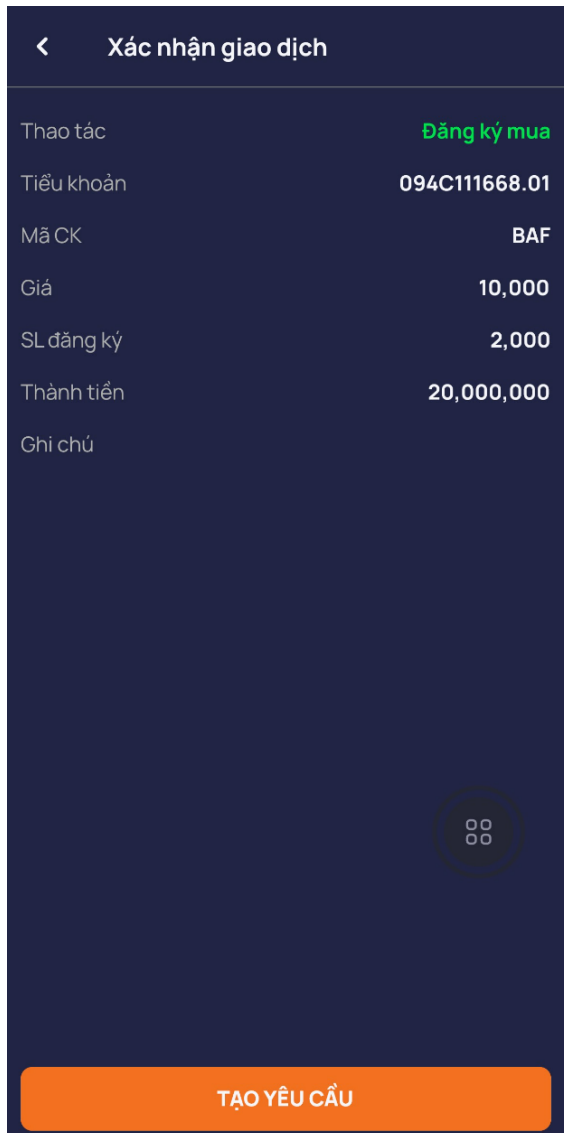 Xác nhận giao dịch
Thao tác Đăng ký mua
Tiểu khoản 094C111668.01
Mã CK BAF
Giá 10,000
SL đăng ký 2,000
Thành tiền 20,000,000
Ghi chú
TẠO YÊU CẦU